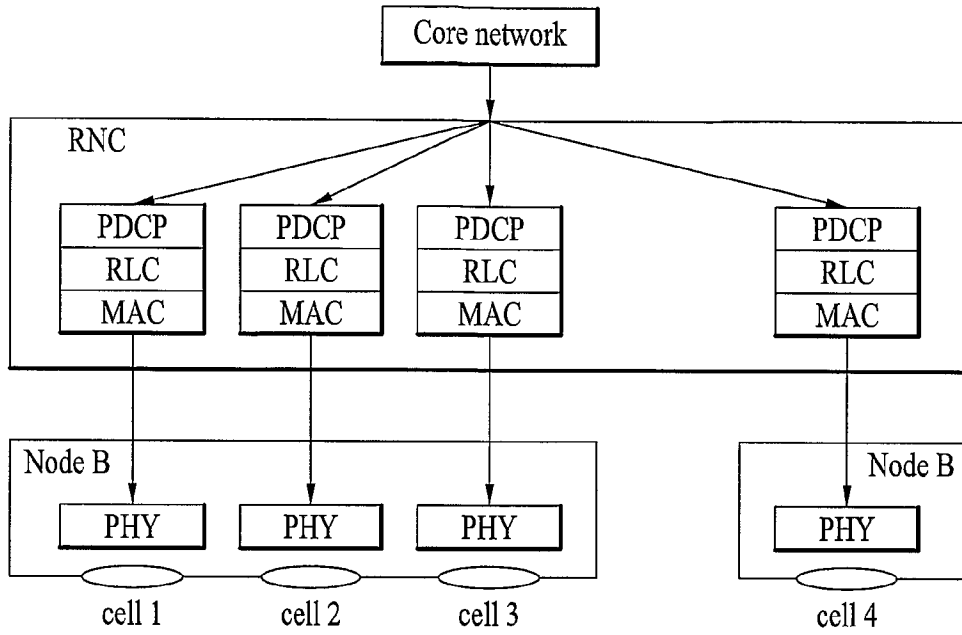 Core network
RNC
PDCP PDCP PDCP PDCP
RLC RLC RLC RLC
MAC MAC MAC MAC
Node B Node B
PHY PHY PHY PHY
cell 1 cell 2 cell 3 cell 4